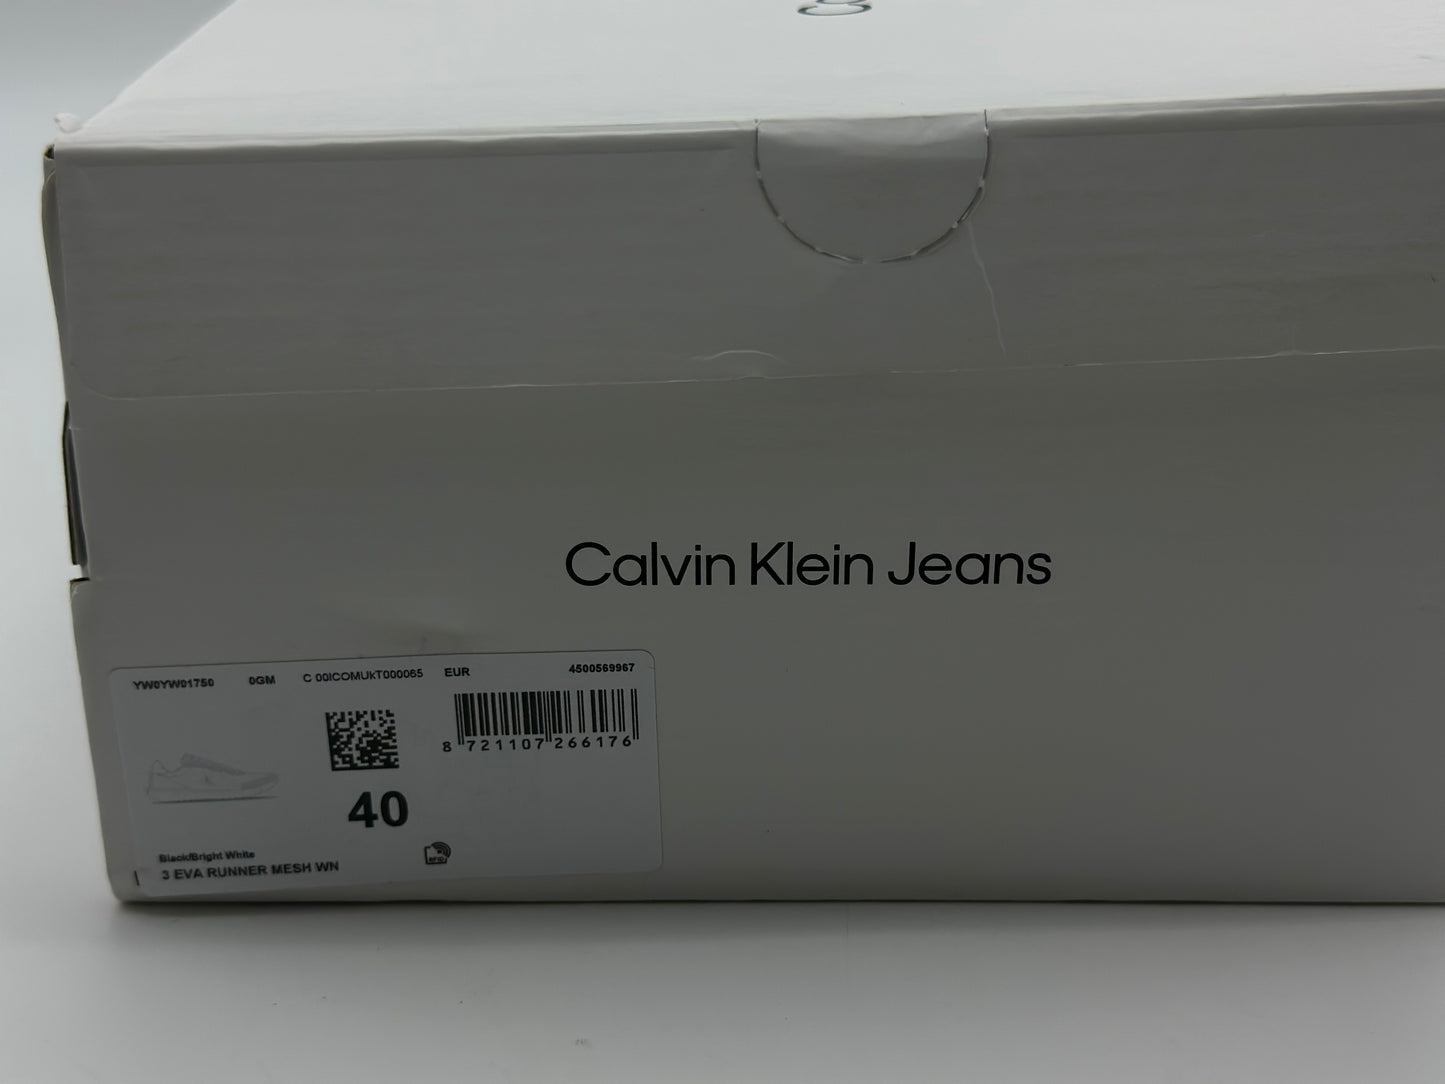 Calvin Klein Jeans
YW0YW01750 0GM C 00ICOMUKT000065 EUR 4500569967
8 721107 266176
40
Black/Bright White
RFID
3 EVA RUNNER MESH WN